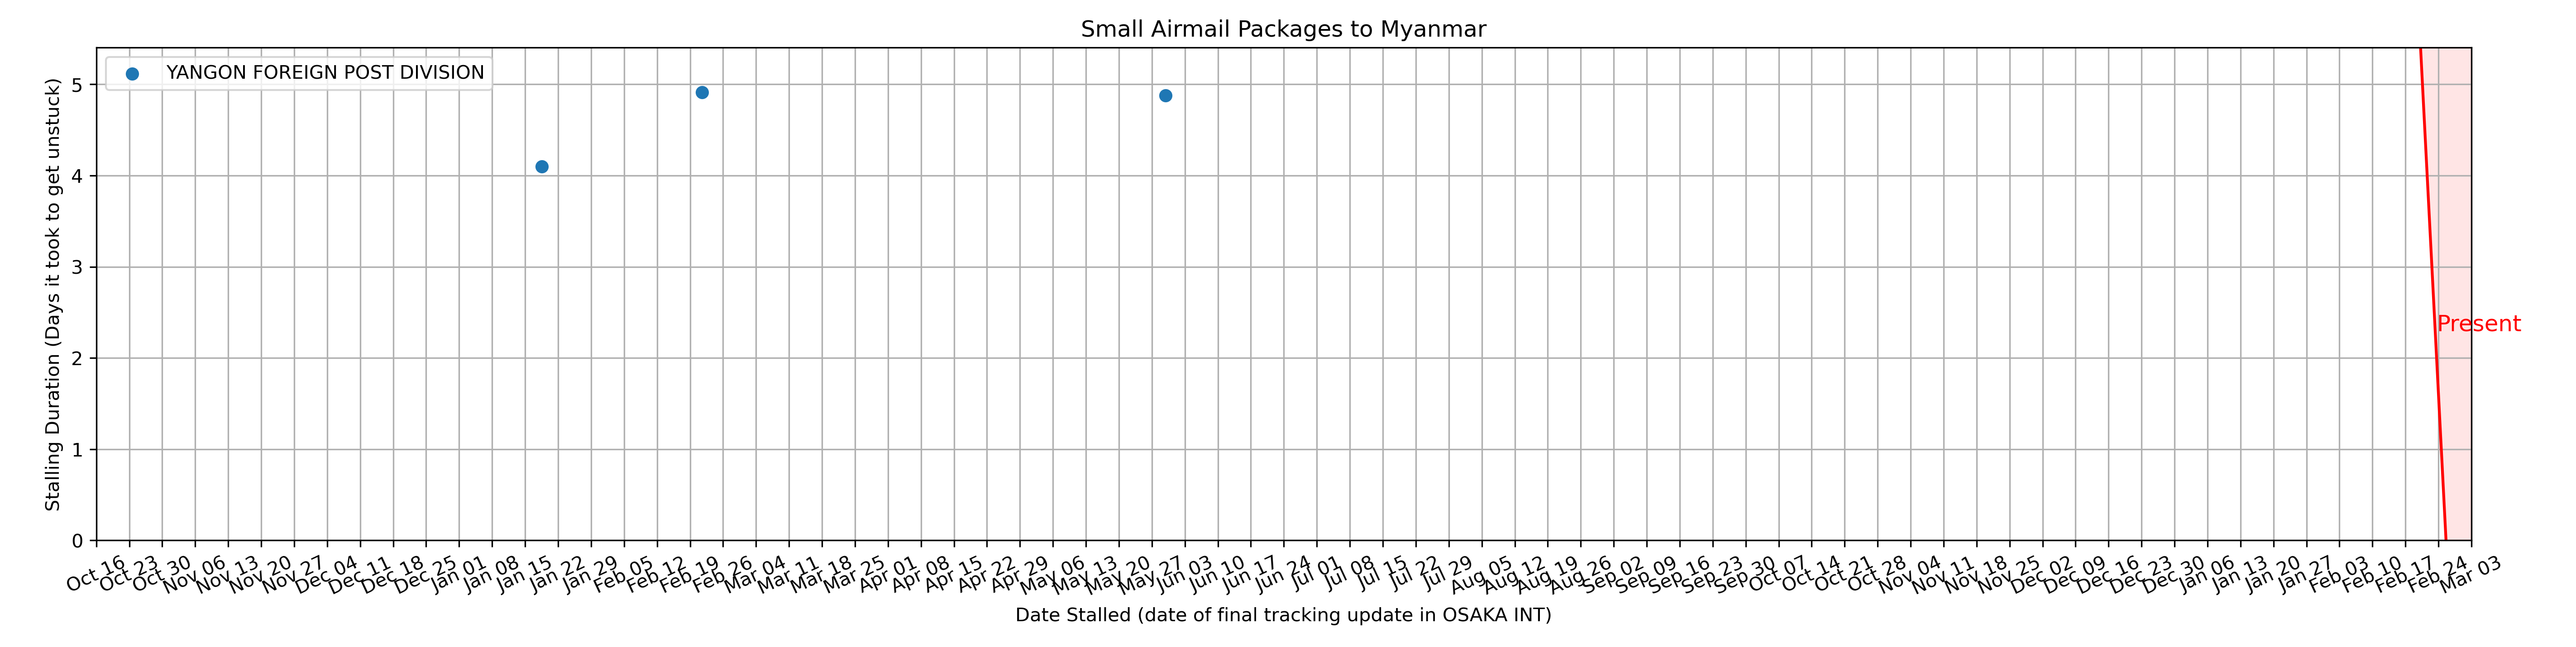 Small Airmail Packages to Myanmar
YANGON FOREIGN POST DIVISION
Stalling Duration (Days it took to get unstuck)
5
4
3
2
1
0
Present
Oct 16 Oct 23 Oct 30 Nov 06 Nov 13 Nov 20 Nov 27 Dec 04 Dec 11 Dec 18 Dec 25 Jan 01 Jan 08 Jan 15 Jan 22 Jan 29 Feb 05 Feb 12 Feb 19 Feb 26 Mar 04 Mar 11 Mar 18 Mar 25 Apr 01 Apr 08 Apr 15 Apr 22 Apr 29 May 06 May 13 May 20 May 27 Jun 03 Jun 10 Jun 17 Jun 24 Jul 01 Jul 08 Jul 15 Jul 22 Jul 29 Aug 05 Aug 12 Aug 19 Aug 26 Sep 02 Sep 09 Sep 16 Sep 23 Sep 30 Oct 07 Oct 14 Oct 21 Oct 28 Nov 04 Nov 11 Nov 18 Nov 25 Dec 02 Dec 09 Dec 16 Dec 23 Dec 30 Jan 06 Jan 13 Jan 20 Jan 27 Feb 03 Feb 10 Feb 17 Feb 24 Mar 03
Date Stalled (date of final tracking update in OSAKA INT)